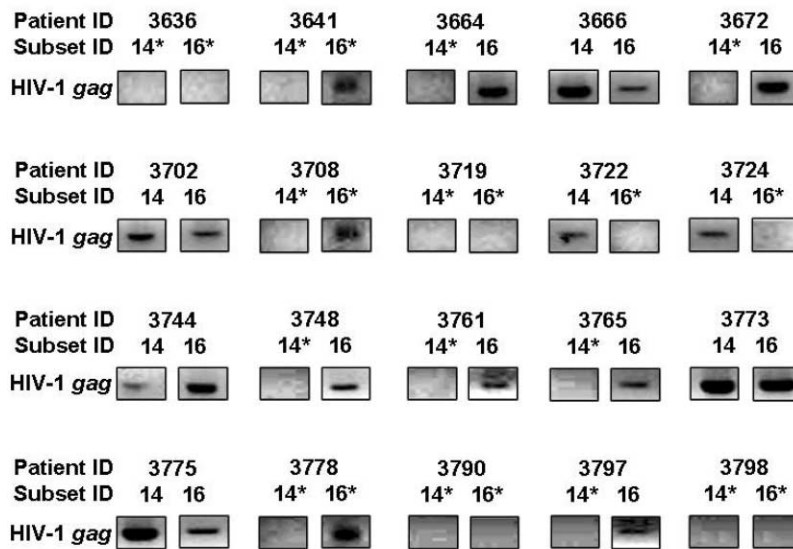 Patient ID 3636 3641 3664 3666 3672
Subset ID 14* 16* 14* 16* 14* 16 14 16 14* 16
HIV-1 gag
Patient ID 3702 3708 3719 3722 3724
Subset ID 14 16 14* 16* 14* 16* 14 16* 14 16*
HIV-1 gag
Patient ID 3744 3748 3761 3765 3773
Subset ID 14 16 14* 16 14* 16 14* 16 14 16
HIV-1 gag
Patient ID 3775 3778 3790 3797 3798
Subset ID 14 16 14* 16* 14* 16* 14* 16 14* 16*
HIV-1 gag